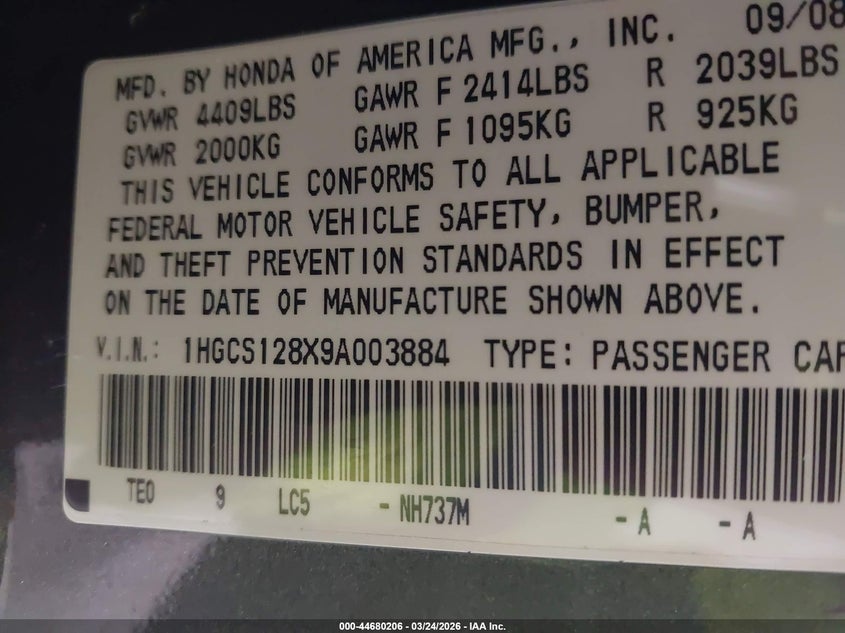 MFD. BY HONDA OF AMERICA MFG., INC. 09/08
GVWR 4409LBS GAWR F 2414LBS R 2039LBS
GVWR 2000KG GAWR F 1095KG R 925KG
THIS VEHICLE CONFORMS TO ALL APPLICABLE
FEDERAL MOTOR VEHICLE SAFETY, BUMPER,
AND THEFT PREVENTION STANDARDS IN EFFECT
ON THE DATE OF MANUFACTURE SHOWN ABOVE.
V.I.N.: 1HGCS128X9A003884 TYPE: PASSENGER CAR
TE0 9 LC5 - NH737M - A - A
000-44680206 - 03/24/2026 - IAA Inc.